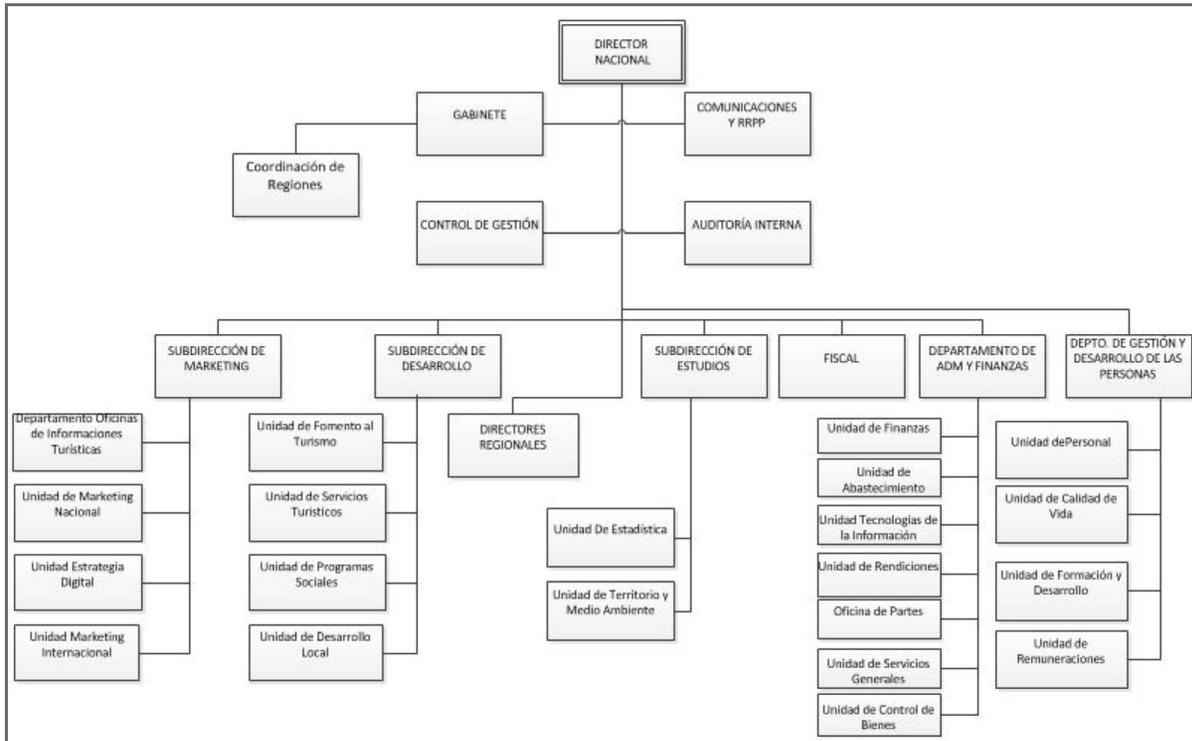 DIRECTOR
NACIONAL
GABINETE
COMUNICACIONES
Y RRPP
Coordinación de
Regiones
CONTROL DE GESTIÓN
AUDITORÍA INTERNA
SUBDIRECCIÓN DE
MARKETING
SUBDIRECCIÓN DE
DESARROLLO
SUBDIRECCIÓN DE
ESTUDIOS
FISCAL
DEPARTAMENTO DE
ADM Y FINANZAS
DEPTO. DE GESTIÓN Y
DESARROLLO DE LAS
PERSONAS
Departamento Oficinas
de Informaciones
Turísticas
Unidad de Marketing
Nacional
Unidad Estrategia
Digital
Unidad Marketing
Internacional
Unidad de Fomento al
Turismo
Unidad de Servicios
Turisticos
Unidad de Programas
Sociales
Unidad de Desarrollo
Local
DIRECTORES
REGIONALES
Unidad De Estadística
Unidad de Territorio y
Medio Ambiente
Unidad de Finanzas
Unidad de
Abastecimiento
Unidad Tecnologias de
la Información
Unidad de Rendiciones
Oficina de Partes
Unidad de Servicios
Generales
Unidad de Control de
Bienes
Unidad dePersonal
Unidad de Calidad de
Vida
Unidad de Formación y
Desarrollo
Unidad de
Remuneraciones